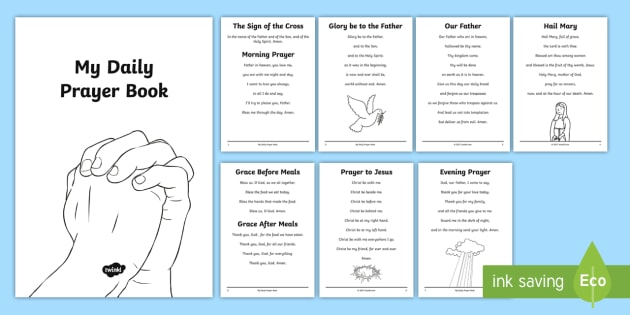 My Daily
Prayer Book
twinkl
The Sign of the Cross
In the name of the Father and of the Son, and of the
Holy Spirit. Amen.
Morning Prayer
Father in heaven, you love me,
you are with me night and day.
I want to love you always,
in all I do and say.
I'll try to please you, Father.
Bless me through the day. Amen.
Glory be to the Father
Glory be to the Father,
and to the Son,
and to the Holy Spirit:
as it was in the beginning,
is now and ever shall be,
world without end. Amen.
Our Father
Our Father who art in heaven,
hallowed be thy name.
Thy kingdom come.
Thy will be done
on earth as it is in heaven.
Give us this day our daily bread
and forgive us our trespasses
as we forgive those who trespass against us.
And lead us not into temptation
but deliver us from evil. Amen.
Hail Mary
Hail Mary, full of grace,
the Lord is with thee.
Blessed art thou among women
and blessed is the fruit of thy womb, Jesus.
Holy Mary, mother of God,
pray for us sinners,
now, and at the hour of our death. Amen.
Grace Before Meals
Bless us, O God, as we sit together.
Bless the food we eat today.
Bless the hands that made the food.
Bless us, O God. Amen.
Grace After Meals
Thank you, God, for the food we have eaten.
Thank you, God, for all our friends.
Thank you, God, for everything.
Thank you, God. Amen.
Prayer to Jesus
Christ be with me.
Christ be beside me.
Christ be before me.
Christ be behind me.
Christ be at my right hand.
Christ be at my left hand.
Christ be with me everywhere I go.
Christ be my friend, for ever and ever.
Amen.
Evening Prayer
God, our Father, I come to say,
thank you for your love today.
Thank you for my family,
and all the friends you give to me.
Guard me in the dark of night,
and in the morning send your light. Amen.
ink saving
Eco